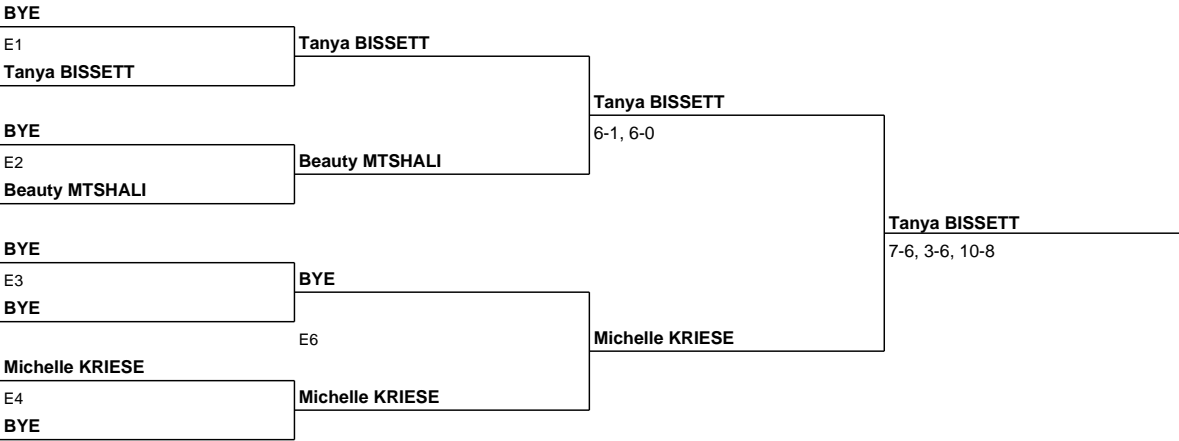 BYE
E1
Tanya BISSETT
Tanya BISSETT
Tanya BISSETT
6-1, 6-0
BYE
E2
Beauty MTSHALI
Beauty MTSHALI
Tanya BISSETT
7-6, 3-6, 10-8
BYE
E3
BYE
BYE
E6
Michelle KRIESE
Michelle KRIESE
E4
Michelle KRIESE
BYE